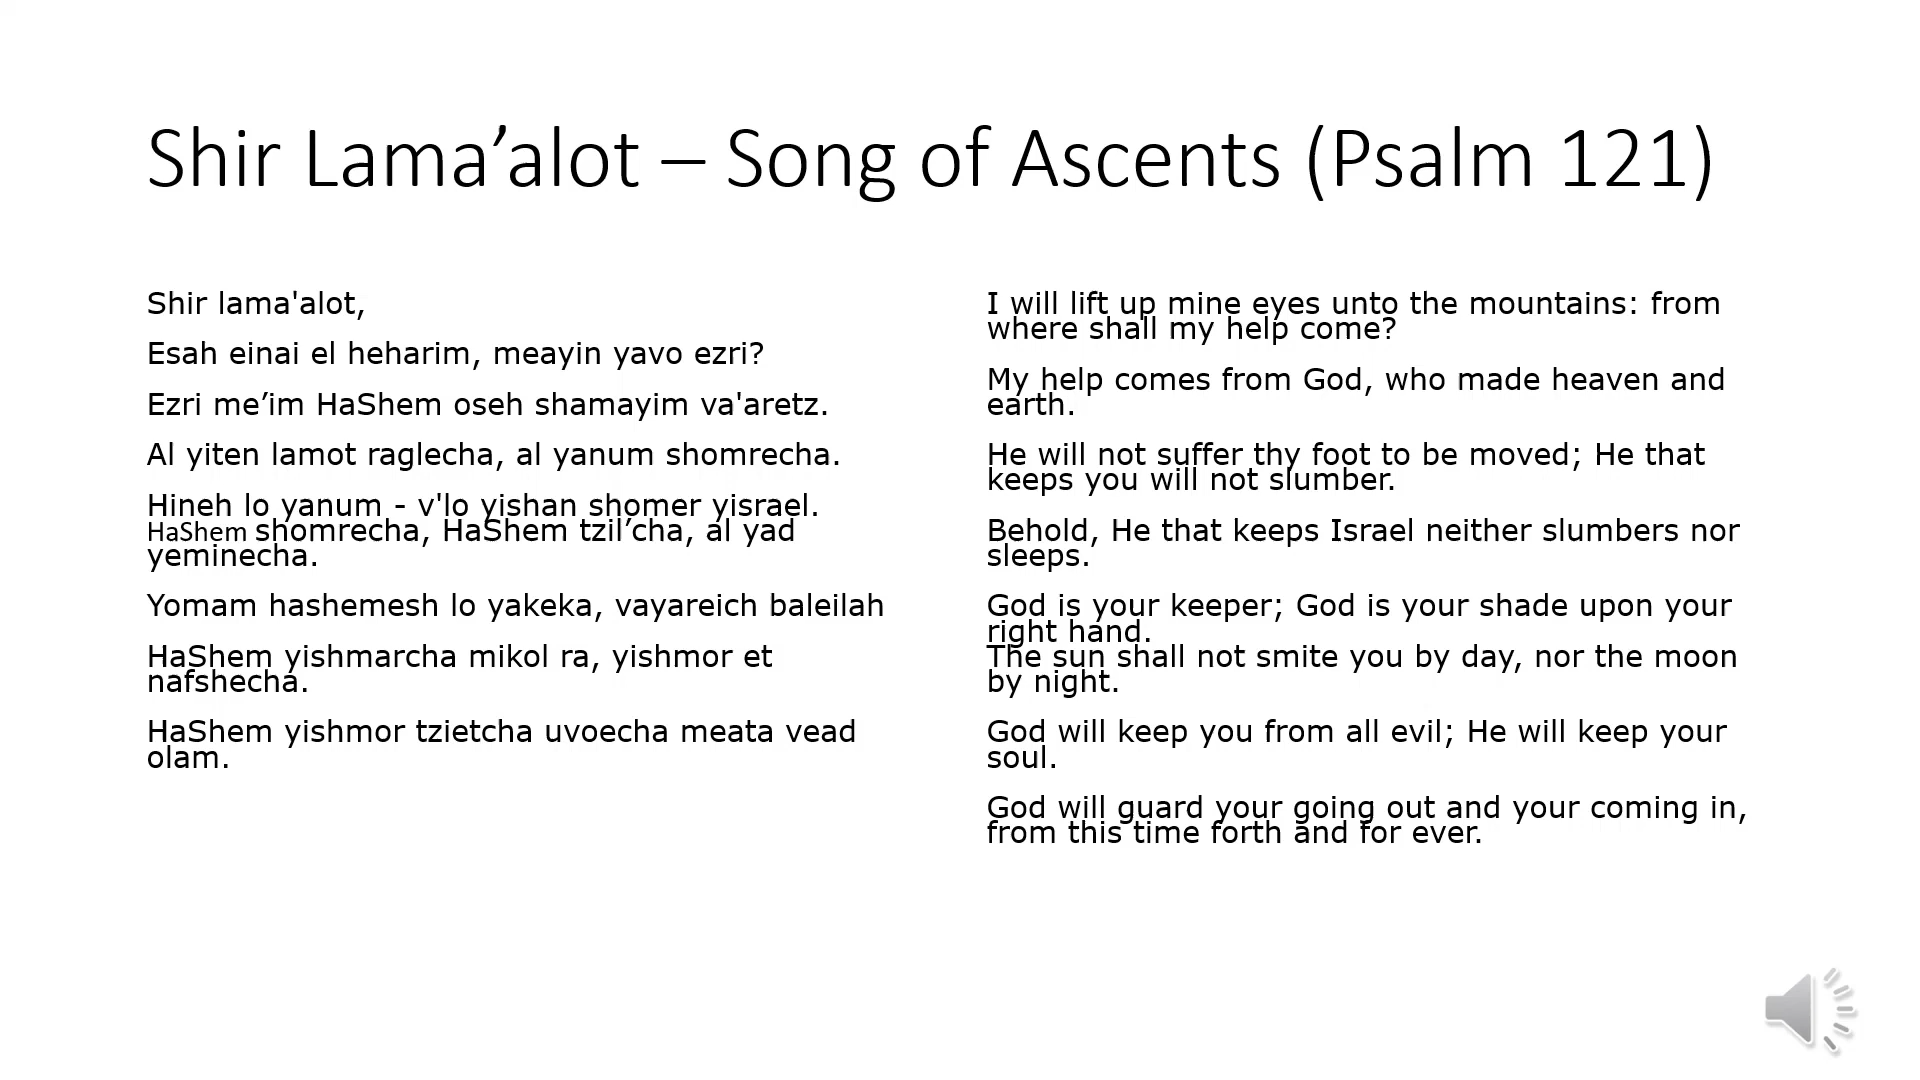 Shir Lama’alot – Song of Ascents (Psalm 121)
Shir lama'alot,
Esah einai el heharim, meayin yavo ezri?
Ezri me’im HaShem oseh shamayim va'aretz.
Al yiten lamot raglecha, al yanum shomrecha.
Hineh lo yanum - v'lo yishan shomer yisrael.
HaShem shomrecha, HaShem tzil’cha, al yad
yeminecha.
Yomam hashemesh lo yakeka, vayareich baleilah
HaShem yishmarcha mikol ra, yishmor et
nafshecha.
HaShem yishmor tzietcha uvoecha meata vead
olam.
I will lift up mine eyes unto the mountains: from
where shall my help come?
My help comes from God, who made heaven and
earth.
He will not suffer thy foot to be moved; He that
keeps you will not slumber.
Behold, He that keeps Israel neither slumbers nor
sleeps.
God is your keeper; God is your shade upon your
right hand.
The sun shall not smite you by day, nor the moon
by night.
God will keep you from all evil; He will keep your
soul.
God will guard your going out and your coming in,
from this time forth and for ever.